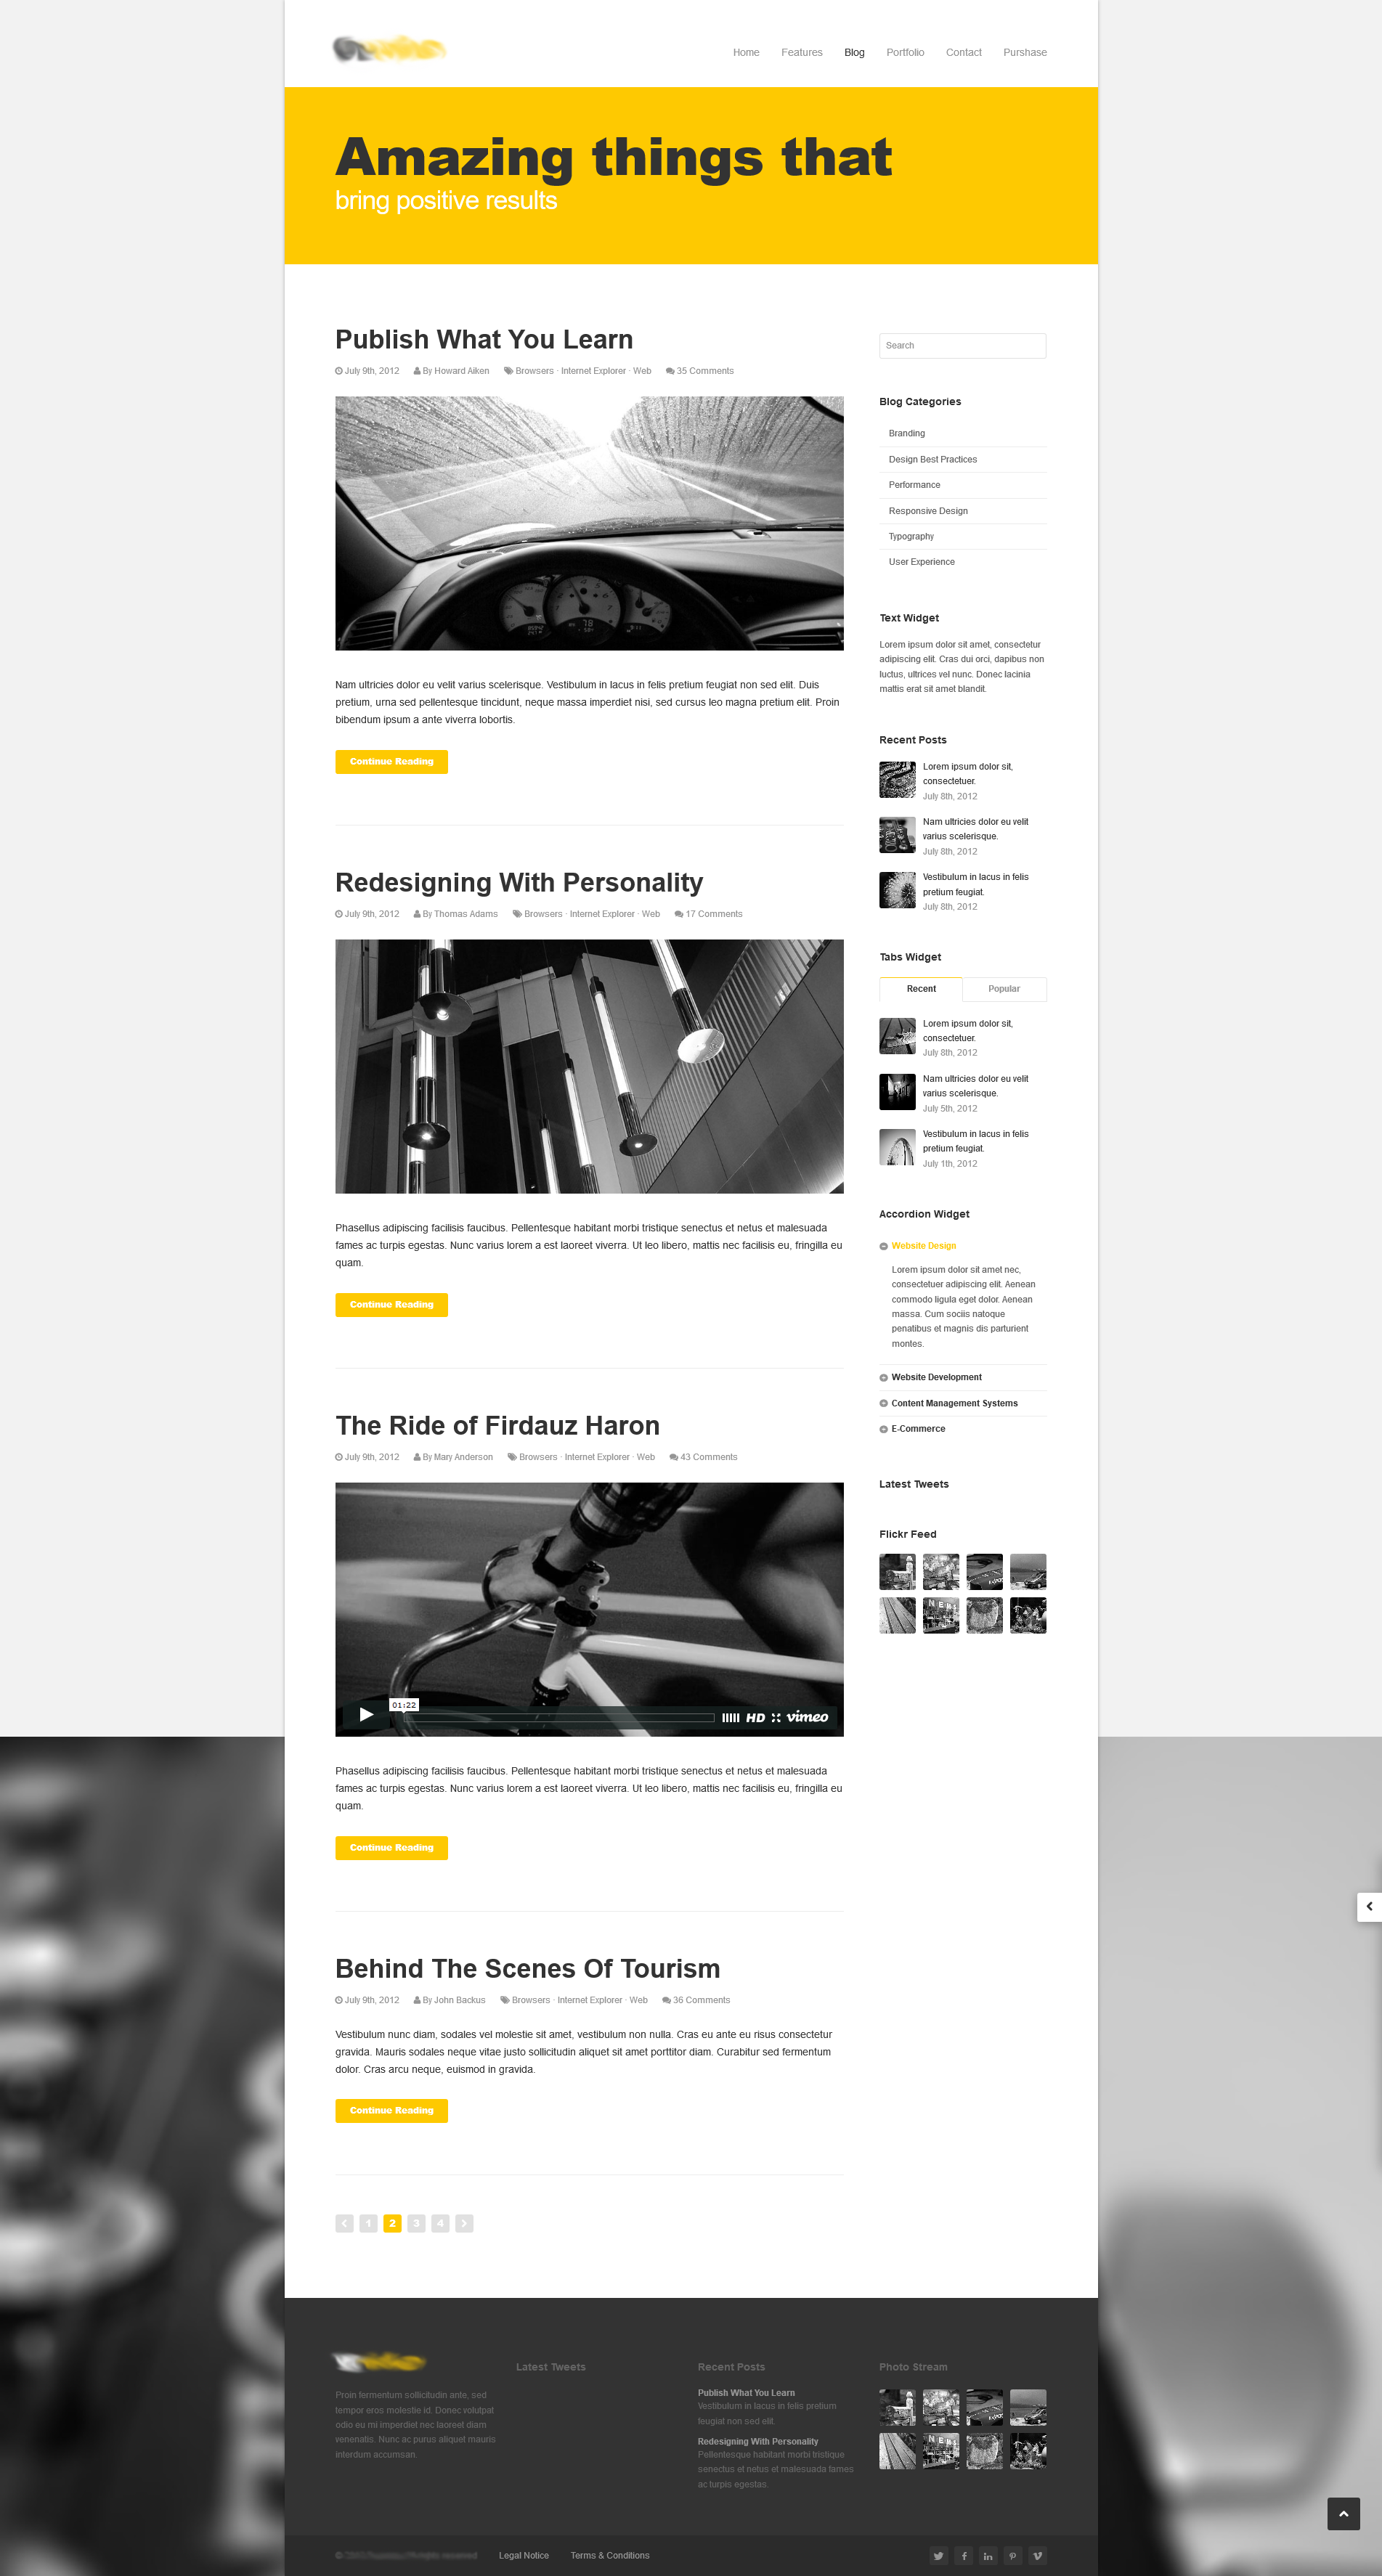 Home Features Blog Portfolio Contact Purshase
Amazing things that
bring positive results
Publish What You Learn
July 9th, 2012 By Howard Aiken Browsers · Internet Explorer · Web 35 Comments
Nam ultricies dolor eu velit varius scelerisque. Vestibulum in lacus in felis pretium feugiat non sed elit. Duis
pretium, urna sed pellentesque tincidunt, neque massa imperdiet nisi, sed cursus leo magna pretium elit. Proin
bibendum ipsum a ante viverra lobortis.
Continue Reading
Redesigning With Personality
July 9th, 2012 By Thomas Adams Browsers · Internet Explorer · Web 17 Comments
Phasellus adipiscing facilisis faucibus. Pellentesque habitant morbi tristique senectus et netus et malesuada
fames ac turpis egestas. Nunc varius lorem a est laoreet viverra. Ut leo libero, mattis nec facilisis eu, fringilla eu
quam.
Continue Reading
The Ride of Firdauz Haron
July 9th, 2012 By Mary Anderson Browsers · Internet Explorer · Web 43 Comments
01:22
HD vimeo
Phasellus adipiscing facilisis faucibus. Pellentesque habitant morbi tristique senectus et netus et malesuada
fames ac turpis egestas. Nunc varius lorem a est laoreet viverra. Ut leo libero, mattis nec facilisis eu, fringilla eu
quam.
Continue Reading
Behind The Scenes Of Tourism
July 9th, 2012 By John Backus Browsers · Internet Explorer · Web 36 Comments
Vestibulum nunc diam, sodales vel molestie sit amet, vestibulum non nulla. Cras eu ante eu risus consectetur
gravida. Mauris sodales neque vitae justo sollicitudin aliquet sit amet porttitor diam. Curabitur sed fermentum
dolor. Cras arcu neque, euismod in gravida.
Continue Reading
1 2 3 4
Search
Blog Categories
Branding
Design Best Practices
Performance
Responsive Design
Typography
User Experience
Text Widget
Lorem ipsum dolor sit amet, consectetur
adipiscing elit. Cras dui orci, dapibus non
luctus, ultrices vel nunc. Donec lacinia
mattis erat sit amet blandit.
Recent Posts
Lorem ipsum dolor sit,
consectetuer.
July 8th, 2012
Nam ultricies dolor eu velit
varius scelerisque.
July 8th, 2012
Vestibulum in lacus in felis
pretium feugiat.
July 8th, 2012
Tabs Widget
Recent Popular
Lorem ipsum dolor sit,
consectetuer.
July 8th, 2012
Nam ultricies dolor eu velit
varius scelerisque.
July 5th, 2012
Vestibulum in lacus in felis
pretium feugiat.
July 1th, 2012
Accordion Widget
Website Design
Lorem ipsum dolor sit amet nec,
consectetuer adipiscing elit. Aenean
commodo ligula eget dolor. Aenean
massa. Cum sociis natoque
penatibus et magnis dis parturient
montes.
Website Development
Content Management Systems
E-Commerce
Latest Tweets
Flickr Feed
Proin fermentum sollicitudin ante, sed
tempor eros molestie id. Donec volutpat
odio eu mi imperdiet nec laoreet diam
venenatis. Nunc ac purus aliquet mauris
interdum accumsan.
Latest Tweets
Recent Posts
Publish What You Learn
Vestibulum in lacus in felis pretium
feugiat non sed elit.
Redesigning With Personality
Pellentesque habitant morbi tristique
senectus et netus et malesuada fames
ac turpis egestas.
Photo Stream
Legal Notice Terms & Conditions